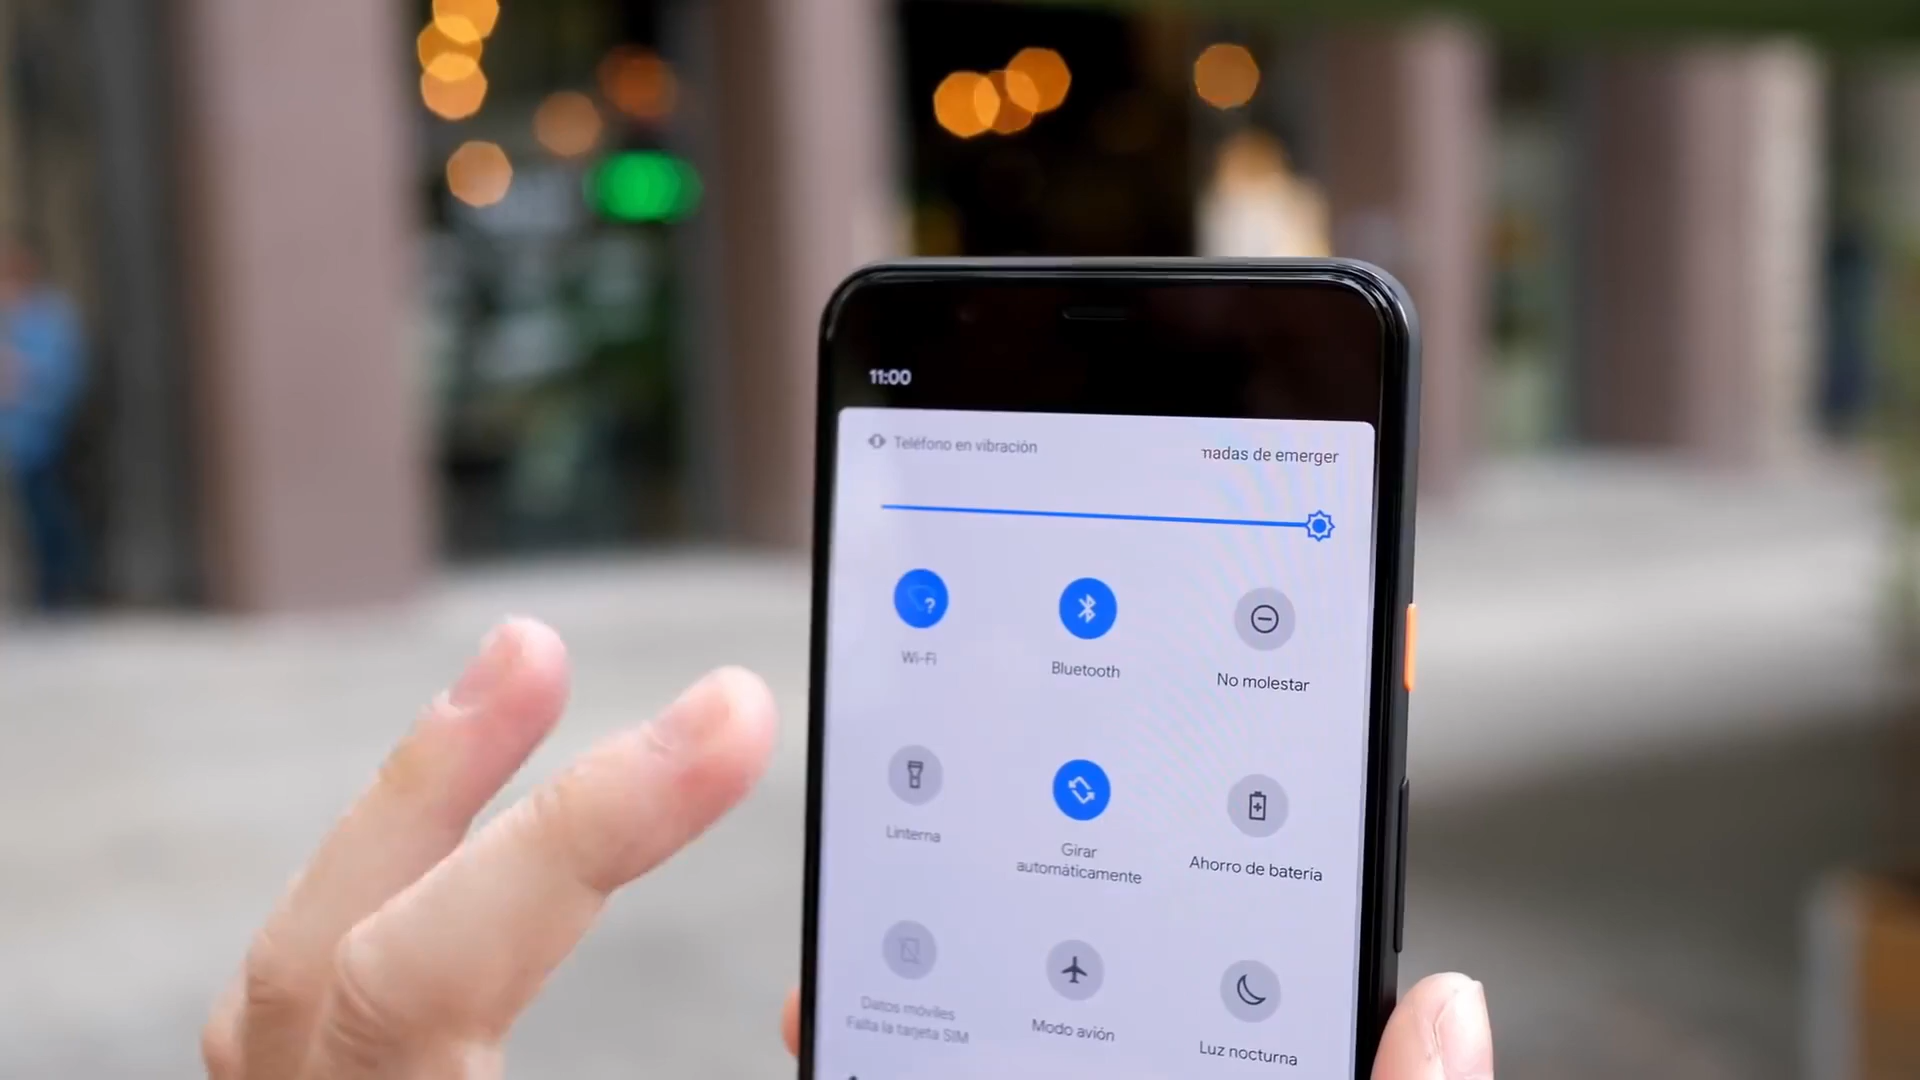 11:00
Teléfono en vibración
nadas de emerger
Wi-Fi
Bluetooth
No molestar
Linterna
Girar
automáticamente
Ahorro de batería
Datos móviles
Falta la tarjeta SIM
Modo avión
Luz nocturna